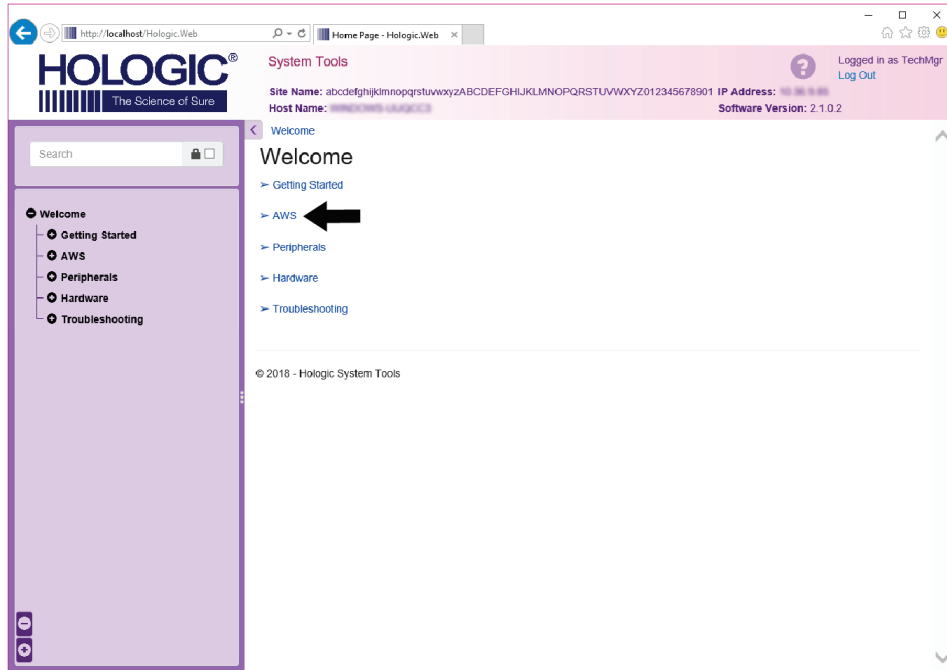 http://localhost/Hologic.Web
Home Page - Hologic.Web
HOLOGIC®
The Science of Sure
System Tools
Logged in as TechMgr
Log Out
Site Name: abcdefghijklmnopqrstuvwxyzABCDEFGHIJKLMNOPQRSTUVWXYZ012345678901 IP Address:
Host Name:
Software Version: 2.1.0.2
Search
Welcome
Getting Started
AWS
Peripherals
Hardware
Troubleshooting
Welcome
Welcome
➢ Getting Started
➢ AWS
➢ Peripherals
➢ Hardware
➢ Troubleshooting
© 2018 - Hologic System Tools